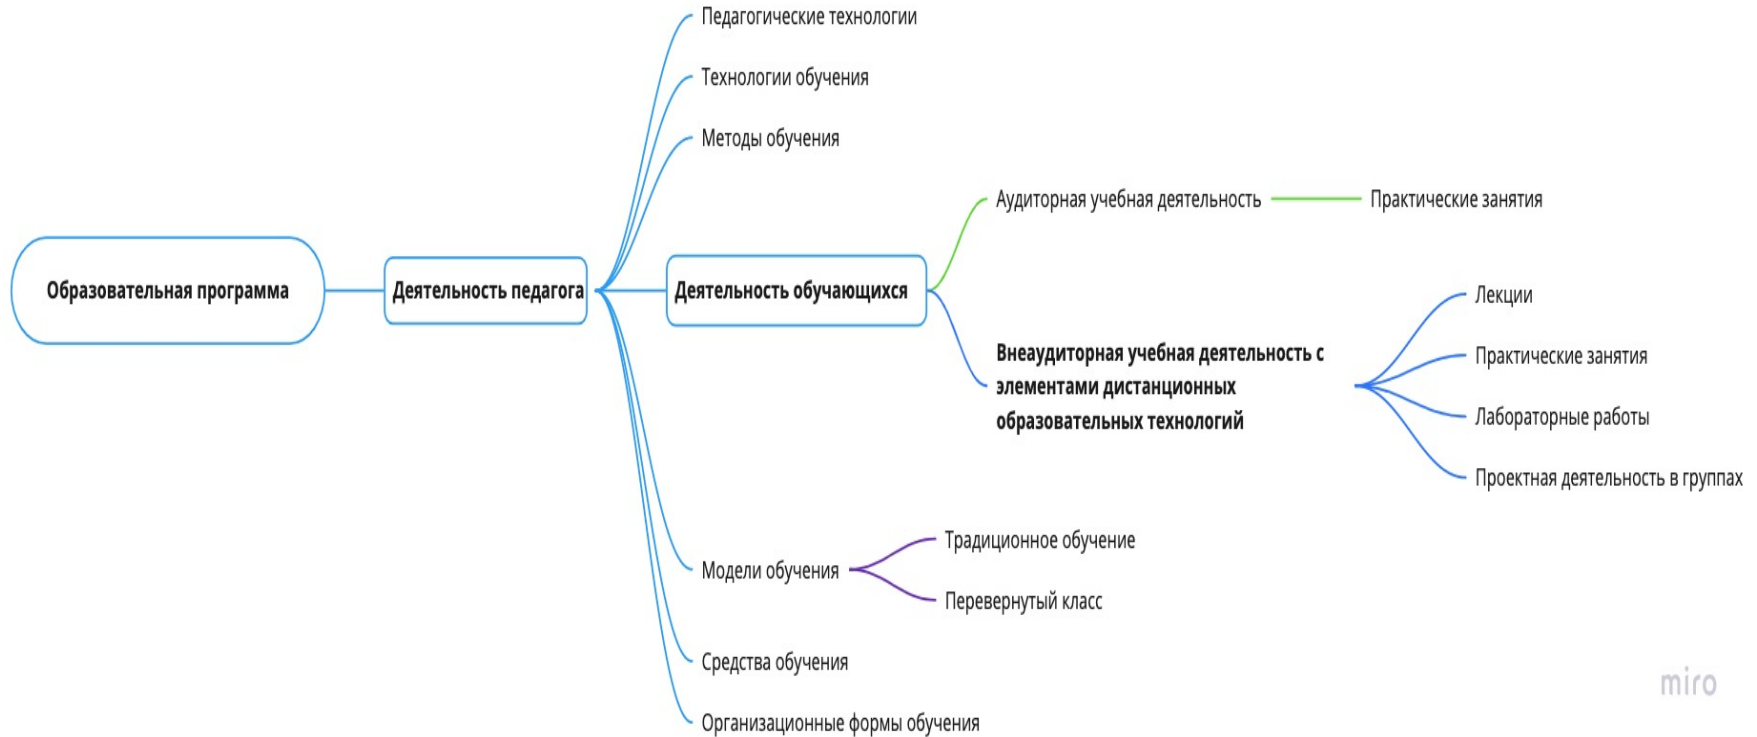 Педагогические технологии
Технологии обучения
Методы обучения
Аудиторная учебная деятельность
Практические занятия
Образовательная программа
Деятельность педагога
Деятельность обучающихся
Лекции
Внеаудиторная учебная деятельность с
элементами дистанционных
образовательных технологий
Практические занятия
Лабораторные работы
Проектная деятельность в группах
Модели обучения
Традиционное обучение
Перевернутый класс
Средства обучения
Организационные формы обучения
miro